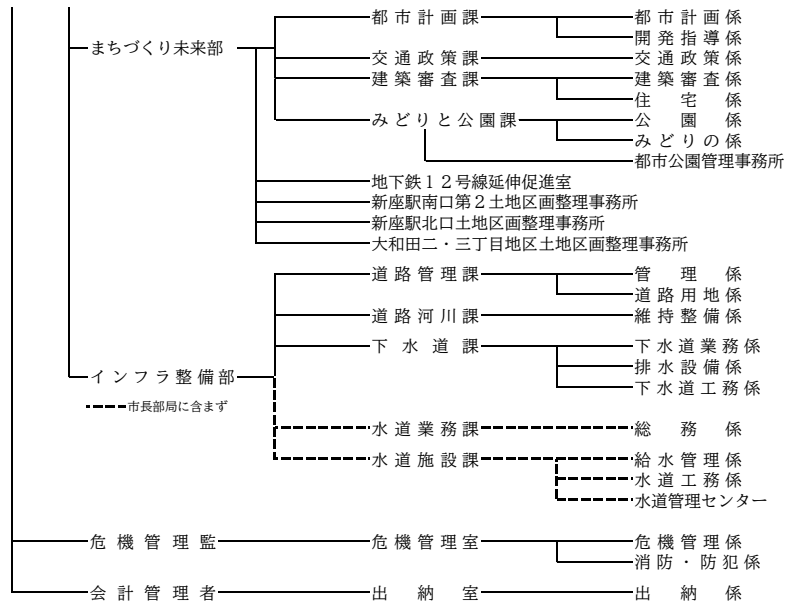 都市計画課 都市計画係
開発指導係
まちづくり未来部
交通政策課 交通政策係
建築審査課 建築審査係
住宅係
みどりと公園課 公園係
みどりの係
都市公園管理事務所
地下鉄１２号線延伸促進室
新座駅南口第２土地区画整理事務所
新座駅北口土地区画整理事務所
大和田二・三丁目地区土地区画整理事務所
道路管理課 管理係
道路用地係
道路河川課 維持整備係
下水道課 下水道業務係
排水設備係
インフラ整備部
下水道工務係
市長部局に含まず
水道業務課 総務係
水道施設課 給水管理係
水道工務係
水道管理センター
危機管理監 危機管理室 危機管理係
消防・防犯係
会計管理者 出納室 出納係